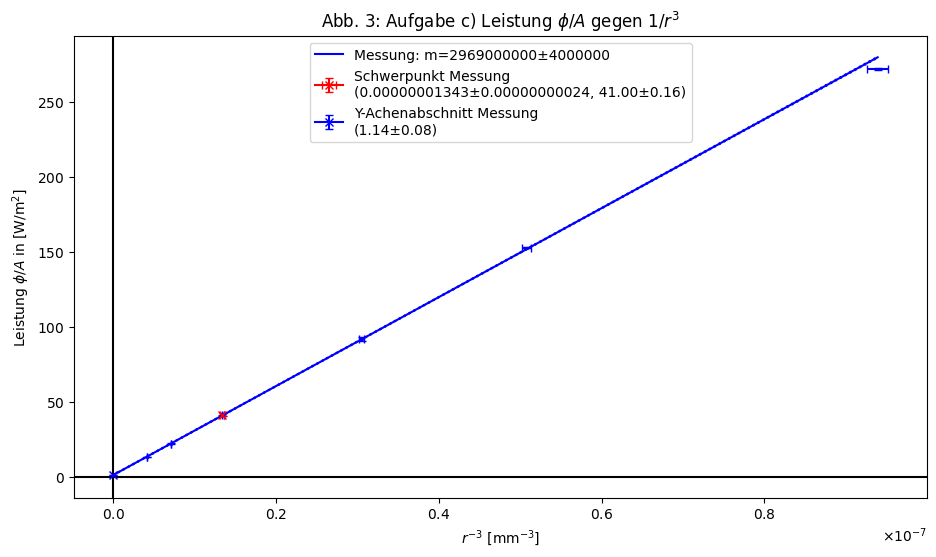 Abb. 3: Aufgabe c) Leistung ϕ/A gegen 1/r³
Messung: m=2969000000±4000000
Schwerpunkt Messung
(0.00000001343±0.00000000024, 41.00±0.16)
Y-Achenabschnitt Messung
(1.14±0.08)
Leistung ϕ/A in [W/m²]
250
200
150
100
50
0
0.0 0.2 0.4 0.6 0.8
×10⁻⁷
r⁻³ [mm⁻³]